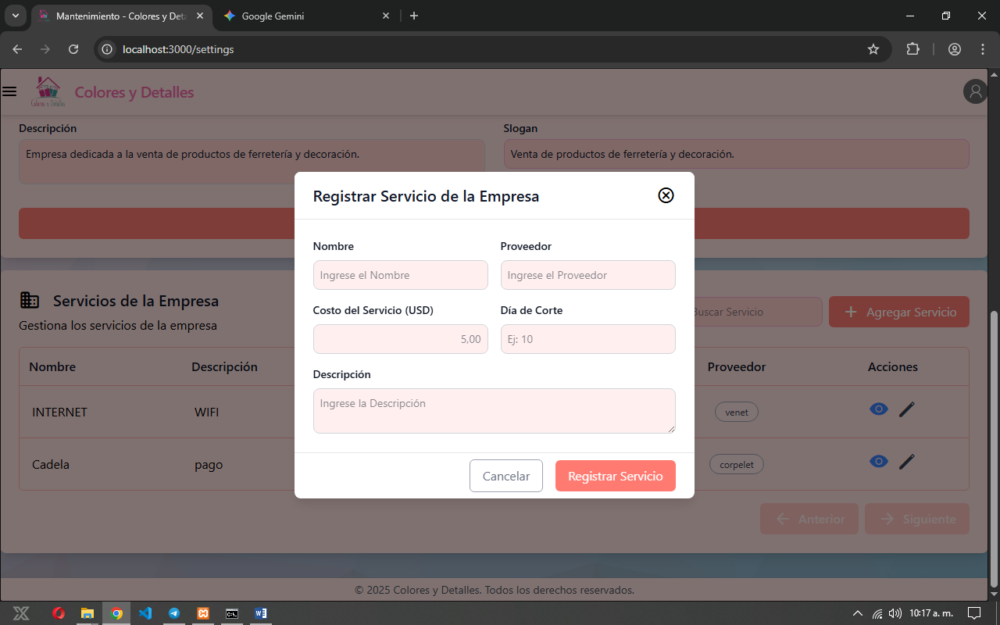 Mantenimiento - Colores y Deta
Google Gemini
localhost:3000/settings
Colores y Detalles
Colores y Detalles
Descripción
Slogan
Empresa dedicada a la venta de productos de ferretería y decoración.
Venta de productos de ferretería y decoración.
Registrar Servicio de la Empresa
Nombre
Proveedor
Ingrese el Nombre
Ingrese el Proveedor
Costo del Servicio (USD)
Día de Corte
5,00
Ej: 10
Descripción
Ingrese la Descripción
Cancelar
Registrar Servicio
Servicios de la Empresa
Gestiona los servicios de la empresa
Buscar Servicio
Agregar Servicio
Nombre
Descripción
Proveedor
Acciones
INTERNET
WIFI
venet
Cadela
pago
corpelet
Anterior
Siguiente
© 2025 Colores y Detalles. Todos los derechos reservados.
10:17 a. m.